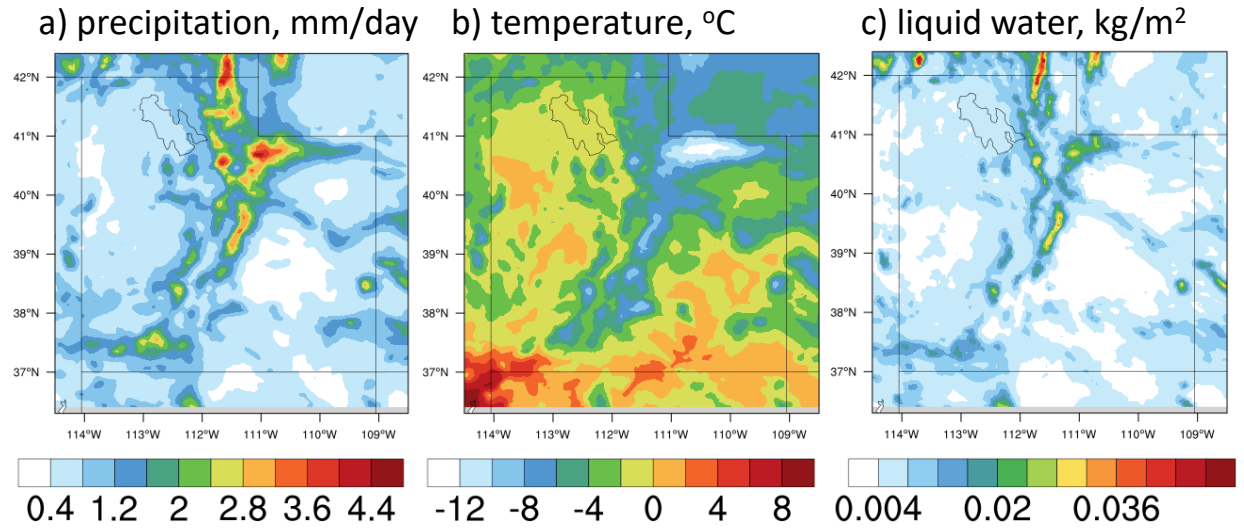 a) precipitation, mm/day
b) temperature, °C
c) liquid water, kg/m²
42°N
41°N
40°N
39°N
38°N
37°N
114°W 113°W 112°W 111°W 110°W 109°W
0.4 1.2 2 2.8 3.6 4.4
42°N
41°N
40°N
39°N
38°N
37°N
114°W 113°W 112°W 111°W 110°W 109°W
-12 -8 -4 0 4 8
42°N
41°N
40°N
39°N
38°N
37°N
114°W 113°W 112°W 111°W 110°W 109°W
0.004 0.02 0.036